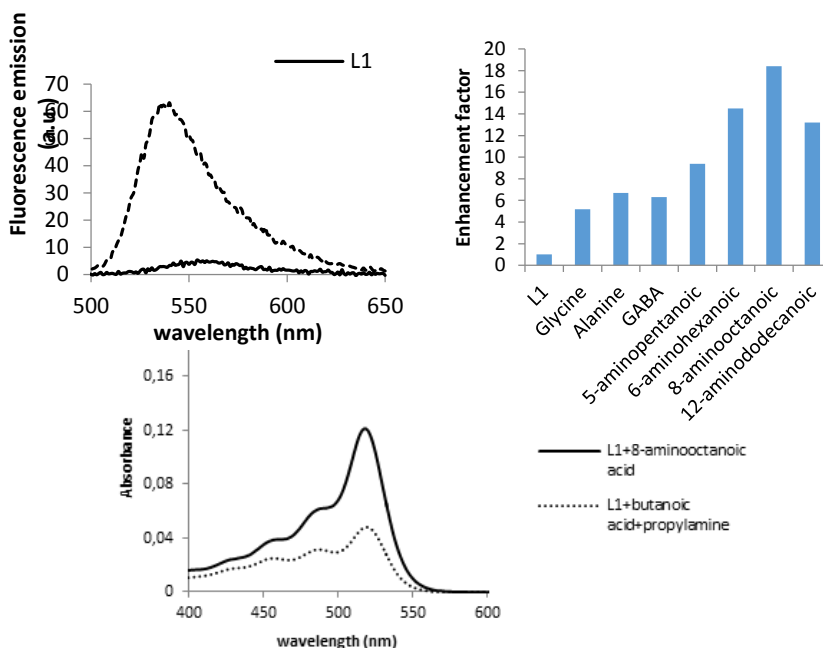 L1
Fluorescence emission
(a.u)
70
60
50
40
30
20
10
0
500
550
600
650
wavelength (nm)
Enhancement factor
20
18
16
14
12
10
8
6
4
2
0
L1
Glycine
Alanine
GABA
5-aminopentanoic
6-aminohexanoic
8-aminooctanoic
12-aminododecanoic
Absorbance
0,16
0,12
0,08
0,04
0
400
450
500
550
600
wavelength (nm)
L1+8-aminooctanoic
acid
L1+butanoic
acid+propylamine